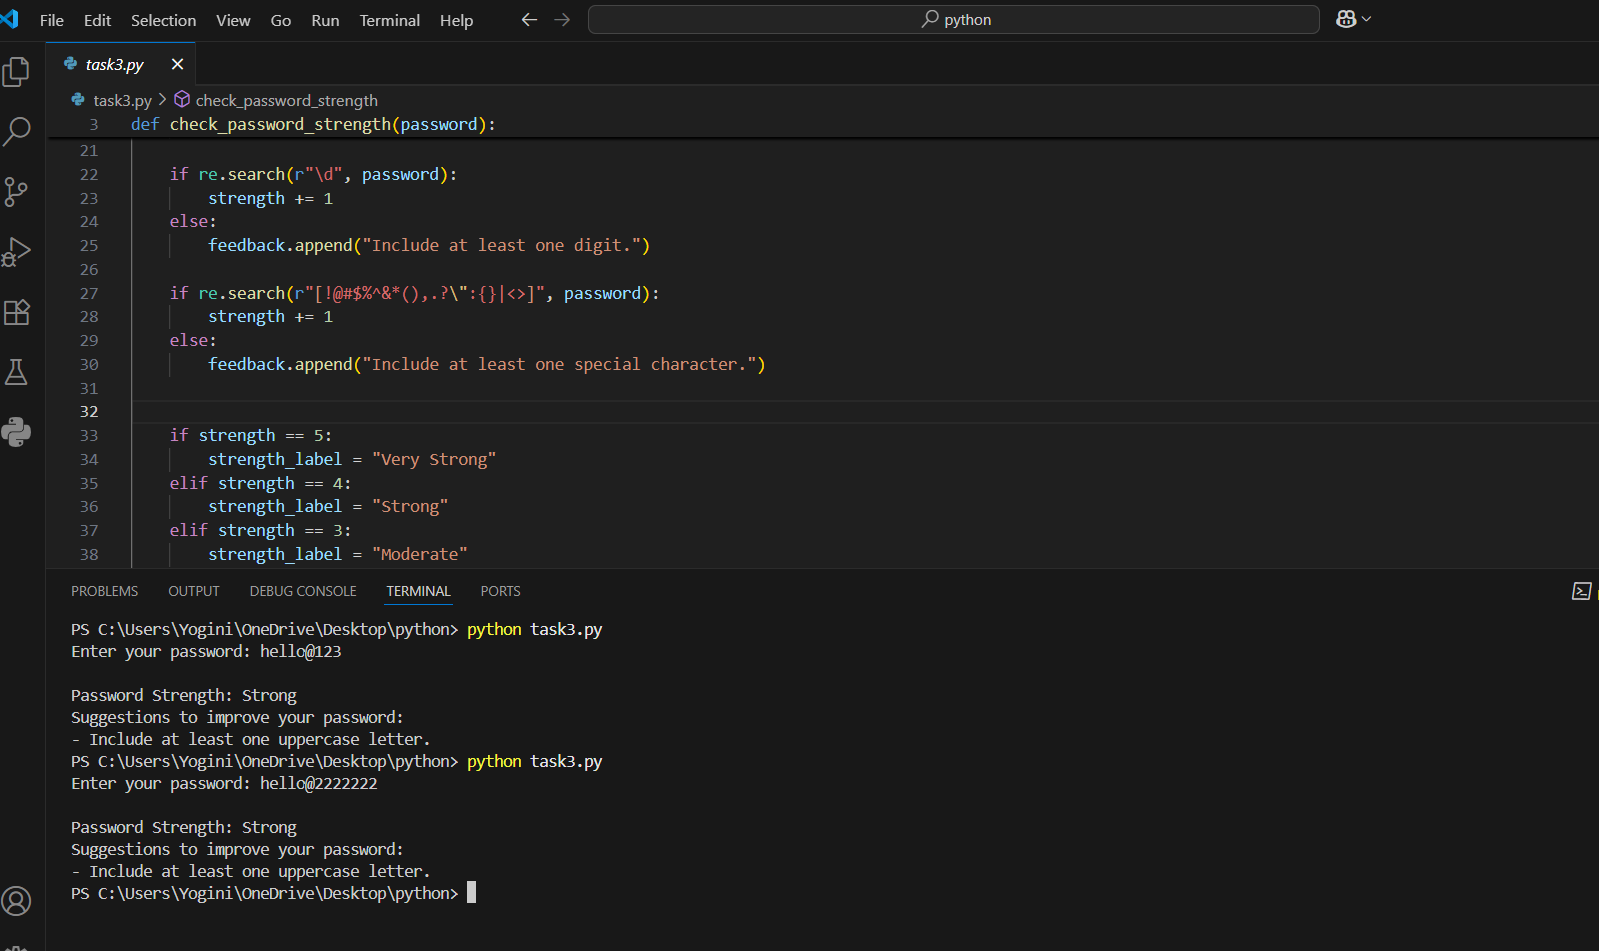 File Edit Selection View Go Run Terminal Help
python
task3.py
task3.py > check_password_strength
3 def check_password_strength(password):
21
22 if re.search(r"\d", password):
23 strength += 1
24 else:
25 feedback.append("Include at least one digit.")
26
27 if re.search(r"[!@#$%^&*(),.?\":{}|<>]", password):
28 strength += 1
29 else:
30 feedback.append("Include at least one special character.")
31
32
33 if strength == 5:
34 strength_label = "Very Strong"
35 elif strength == 4:
36 strength_label = "Strong"
37 elif strength == 3:
38 strength_label = "Moderate"
PROBLEMS OUTPUT DEBUG CONSOLE TERMINAL PORTS
PS C:\Users\Yogini\OneDrive\Desktop\python> python task3.py
Enter your password: hello@123
Password Strength: Strong
Suggestions to improve your password:
- Include at least one uppercase letter.
PS C:\Users\Yogini\OneDrive\Desktop\python> python task3.py
Enter your password: hello@2222222
Password Strength: Strong
Suggestions to improve your password:
- Include at least one uppercase letter.
PS C:\Users\Yogini\OneDrive\Desktop\python>